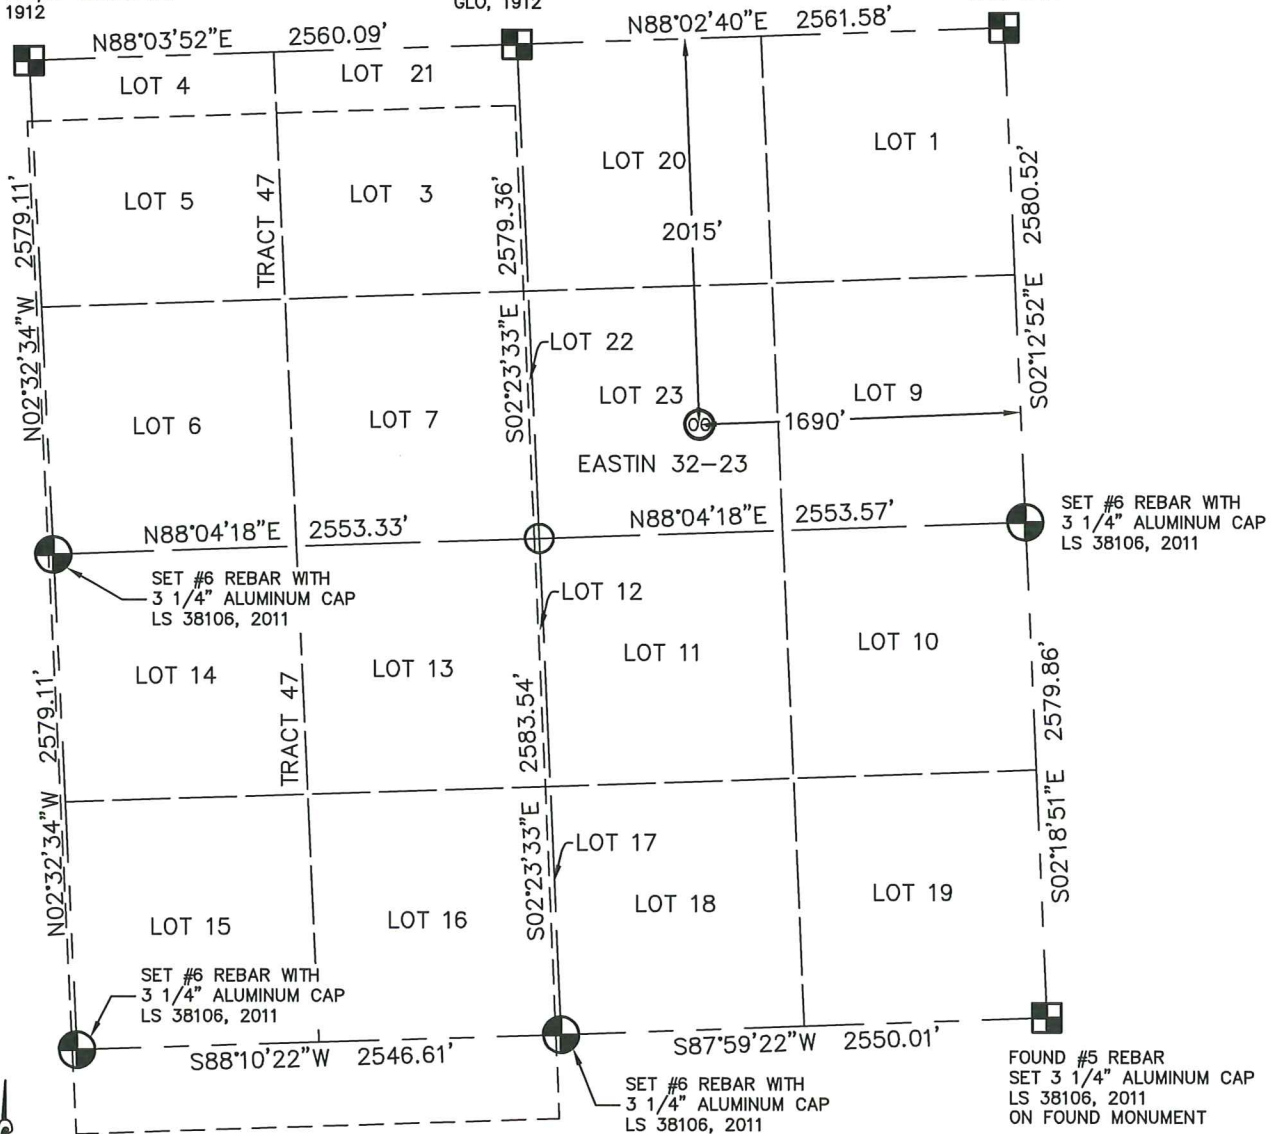 1912
GLO, 1912
N88°03'52"E 2560.09'
N88°02'40"E 2561.58'
LOT 4
LOT 21
LOT 20
LOT 1
LOT 5
LOT 3
TRACT 47
N02°32'34"W 2579.11'
S02°23'33"E 2579.36'
2015'
S02°12'52"E 2580.52'
LOT 22
LOT 6
LOT 7
LOT 23
LOT 9
1690'
EASTIN 32-23
N88°04'18"E 2553.33'
N88°04'18"E 2553.57'
SET #6 REBAR WITH
3 1/4" ALUMINUM CAP
LS 38106, 2011
SET #6 REBAR WITH
3 1/4" ALUMINUM CAP
LS 38106, 2011
LOT 12
LOT 14
LOT 13
LOT 11
LOT 10
TRACT 47
N02°32'34"W 2579.11'
S02°23'33"E 2583.54'
S02°18'51"E 2579.86'
LOT 17
LOT 15
LOT 16
LOT 18
LOT 19
SET #6 REBAR WITH
3 1/4" ALUMINUM CAP
LS 38106, 2011
S88°10'22"W 2546.61'
S87°59'22"W 2550.01'
SET #6 REBAR WITH
3 1/4" ALUMINUM CAP
LS 38106, 2011
FOUND #5 REBAR
SET 3 1/4" ALUMINUM CAP
LS 38106, 2011
ON FOUND MONUMENT